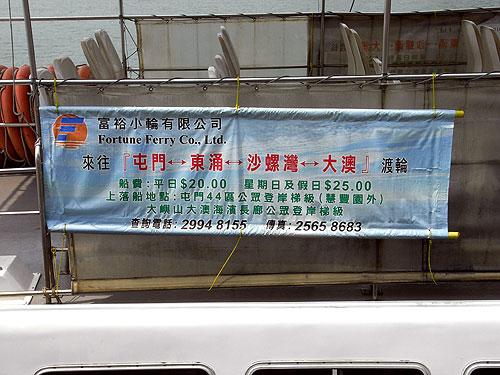 富裕小輪有限公司
Fortune Ferry Co., Ltd.
來往『屯門↔東涌↔沙螺灣↔大澳』渡輪
船費:平日$20.00 星期日及假日$25.00
上落船地點:屯門44區公眾登岸梯級(慧豐園外)
大嶼山大澳海濱長廊公眾登岸梯級
查詢電話:2994 8155 傳真:2565 8683